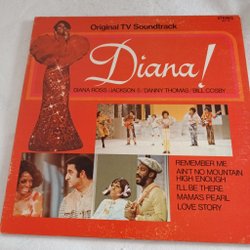 Original TV Soundtrack
STEREO
Diana!
DIANA ROSS/JACKSON 5/DANNY THOMAS/BILL COSBY
REMEMBER ME
AIN'T NO MOUNTAIN
HIGH ENOUGH
I'LL BE THERE
MAMA'S PEARL
LOVE STORY